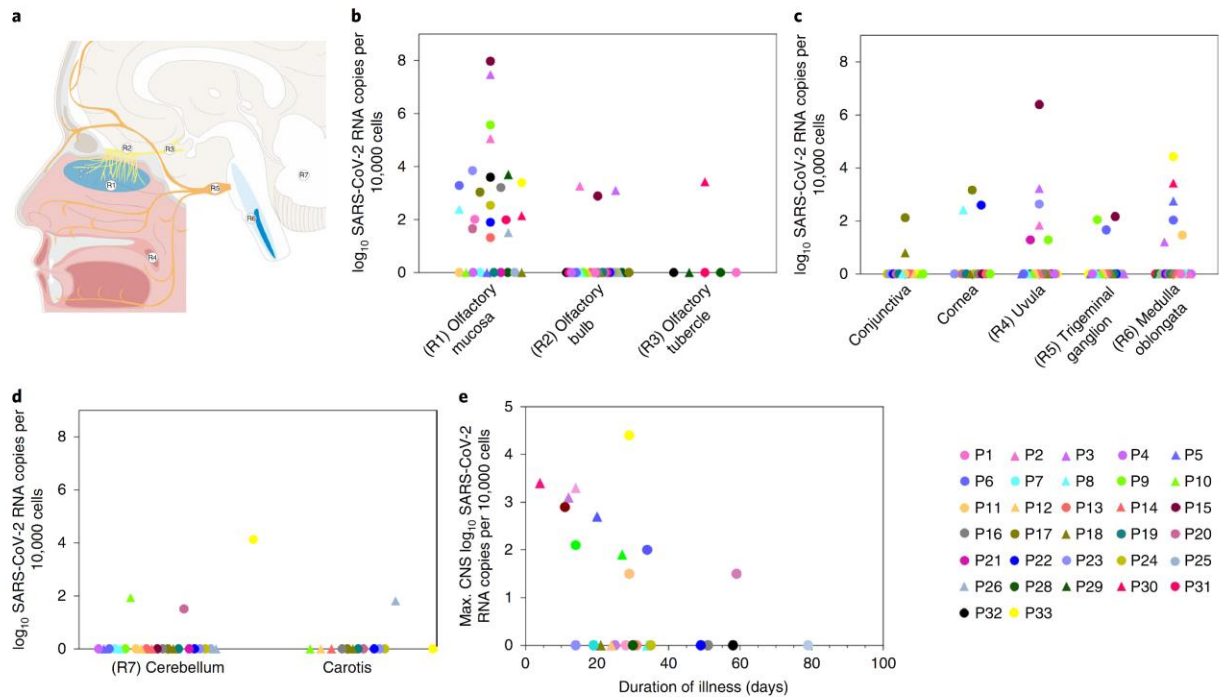 a
R2
R3
R1
R5
R7
R6
R4
b
log₁₀ SARS-CoV-2 RNA copies per
10,000 cells
8
6
4
2
0
(R1) Olfactory
mucosa
(R2) Olfactory
bulb
(R3) Olfactory
tubercle
c
log₁₀ SARS-CoV-2 RNA copies per
10,000 cells
8
6
4
2
0
Conjunctiva
Cornea
(R4) Uvula
(R5) Trigeminal
ganglion
(R6) Medulla
oblongata
d
log₁₀ SARS-CoV-2 RNA copies per
10,000 cells
8
6
4
2
0
(R7) Cerebellum
Carotis
e
Max. CNS log₁₀ SARS-CoV-2
RNA copies per 10,000 cells
5
4
3
2
1
0
0 20 40 60 80 100
Duration of illness (days)
P1 P2 P3 P4 P5
P6 P7 P8 P9 P10
P11 P12 P13 P14 P15
P16 P17 P18 P19 P20
P21 P22 P23 P24 P25
P26 P28 P29 P30 P31
P32 P33